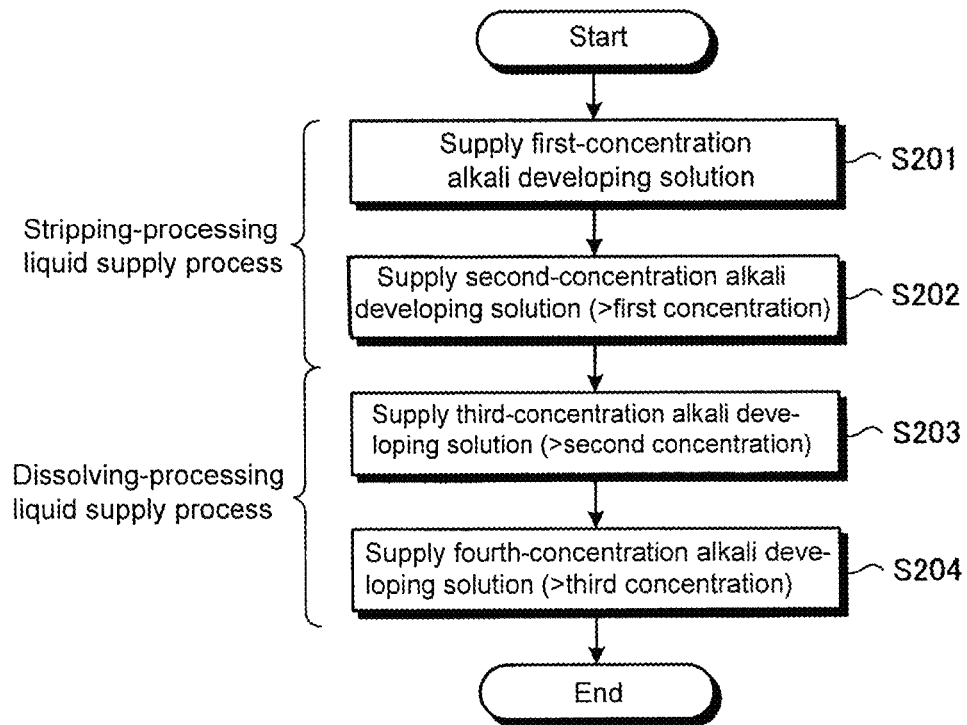 Start
Supply first-concentration
alkali developing solution
S201
Stripping-processing
liquid supply process
Supply second-concentration alkali
developing solution (>first concentration)
S202
Supply third-concentration alkali deve-
loping solution (>second concentration)
S203
Dissolving-processing
liquid supply process
Supply fourth-concentration alkali deve-
loping solution (>third concentration)
S204
End